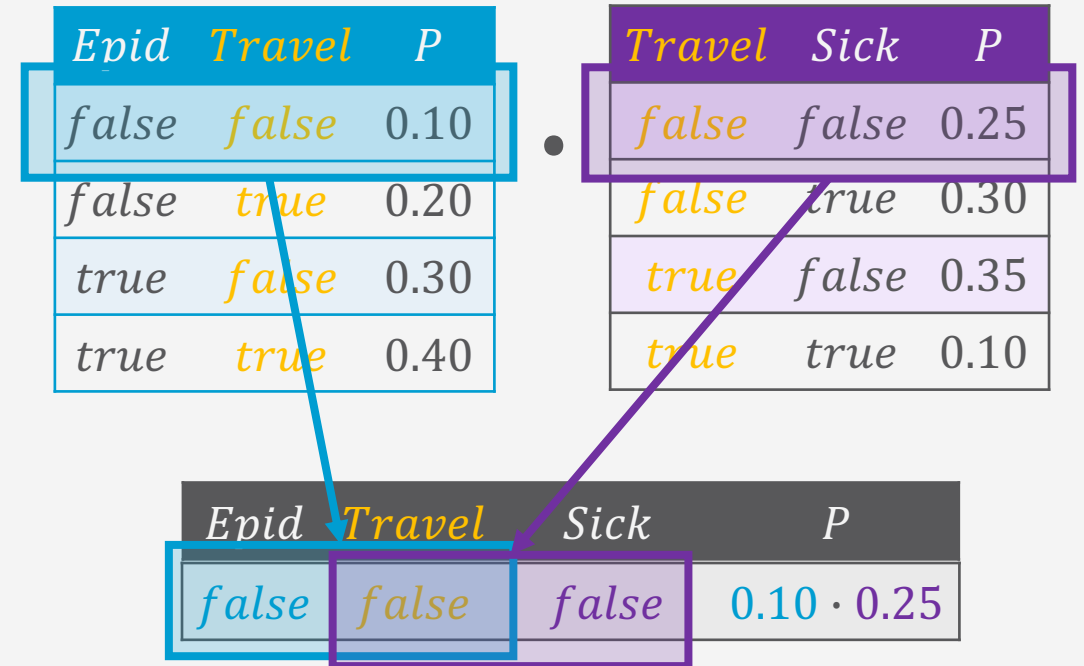 Epid Travel P
false false 0.10
false true 0.20
true false 0.30
true true 0.40
·
Travel Sick P
false false 0.25
false true 0.30
true false 0.35
true true 0.10
Epid Travel Sick P
false false false 0.10 · 0.25